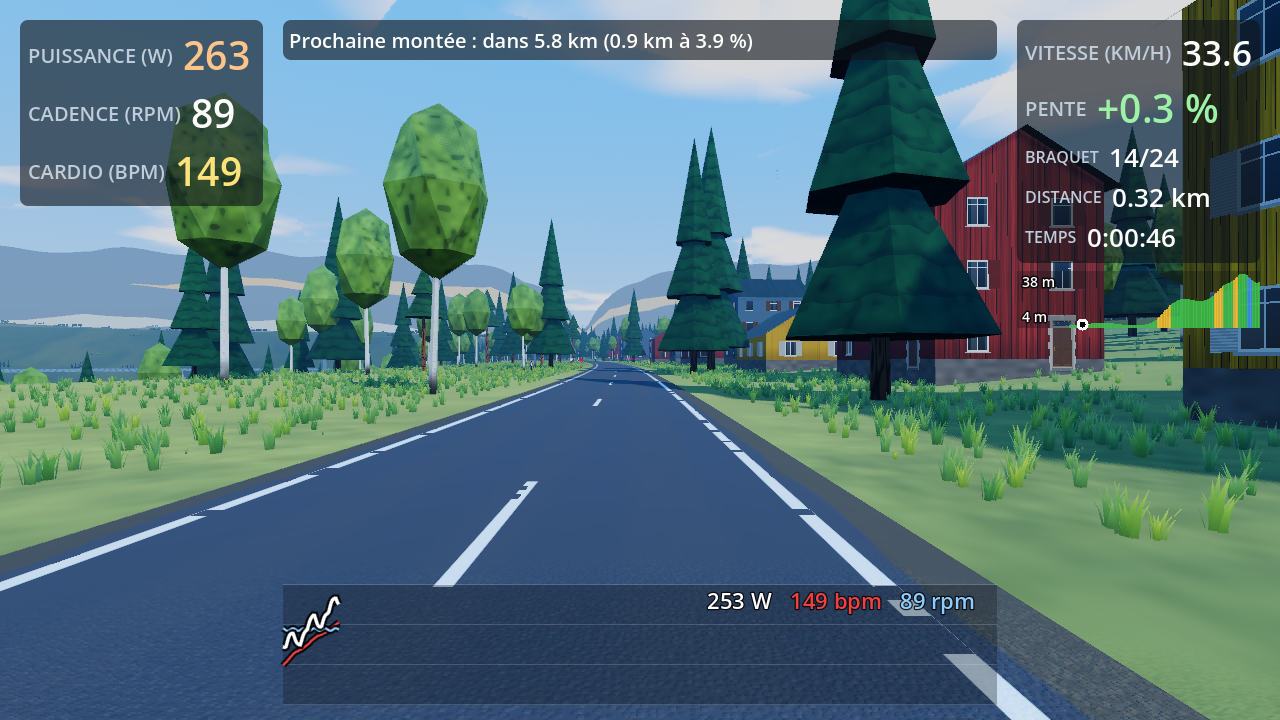 PUISSANCE (W) 263
CADENCE (RPM) 89
CARDIO (BPM) 149
Prochaine montée : dans 5.8 km (0.9 km à 3.9 %)
VITESSE (KM/H) 33.6
PENTE +0.3 %
BRAQUET 14/24
DISTANCE 0.32 km
TEMPS 0:00:46
38 m
4 m
253 W 149 bpm 89 rpm